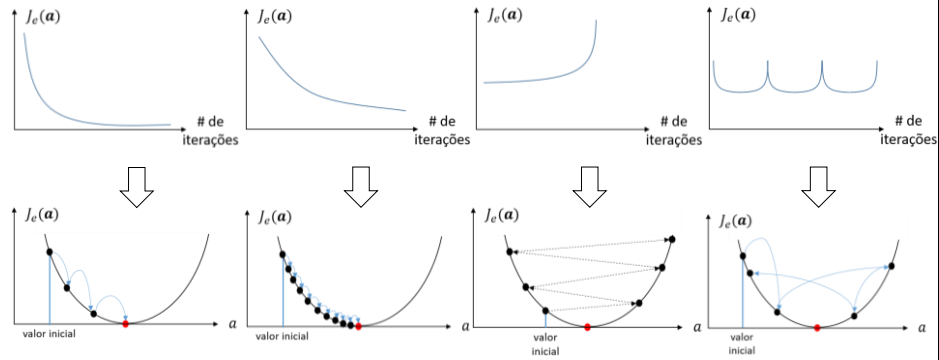 Jₑ(𝒂)
# de
iterações
Jₑ(𝒂)
# de
iterações
Jₑ(𝒂)
# de
iterações
Jₑ(𝒂)
# de
iterações
Jₑ(𝒂)
valor inicial
a
Jₑ(𝒂)
valor inicial
a
Jₑ(𝒂)
valor
inicial
a
Jₑ(𝒂)
valor
inicial
a